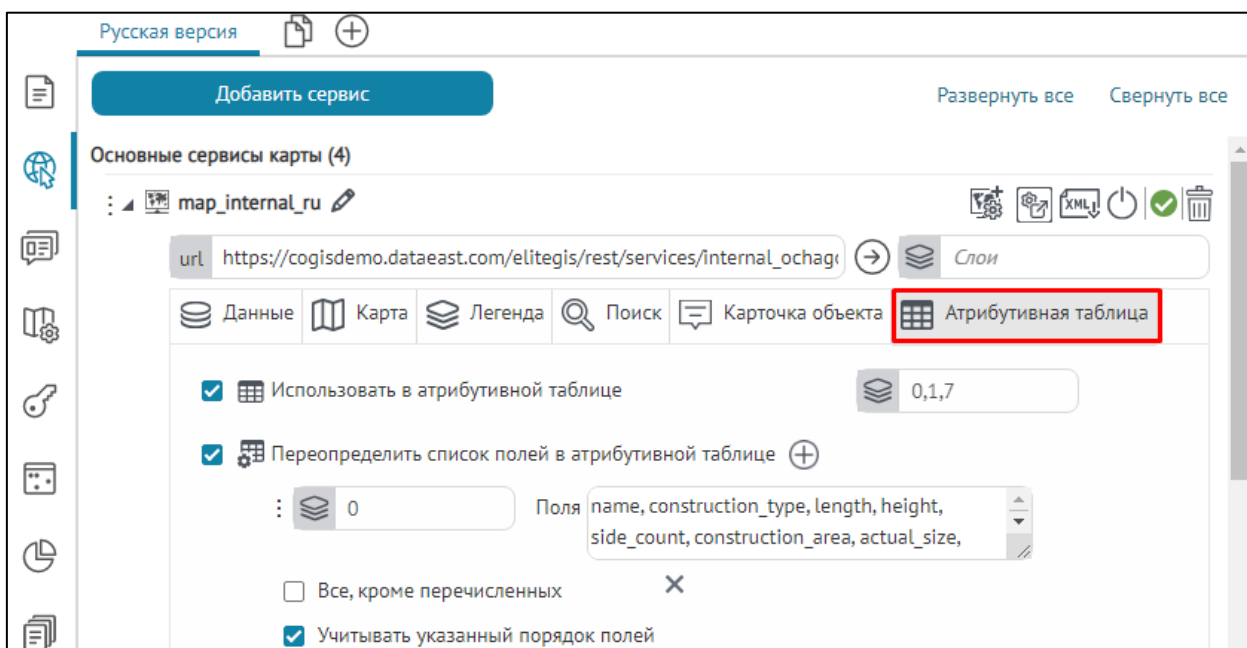 Русская версия
Добавить сервис
Развернуть все Свернуть все
Основные сервисы карты (4)
map_internal_ru
XML
url https://cogisdemo.dataeast.com/elitegis/rest/services/internal_ochag Слои
Данные Карта Легенда Поиск Карточка объекта Атрибутивная таблица
Использовать в атрибутивной таблице 0,1,7
Переопределить список полей в атрибутивной таблице
0 Поля name, construction_type, length, height,
side_count, construction_area, actual_size,
Все, кроме перечисленных
Учитывать указанный порядок полей